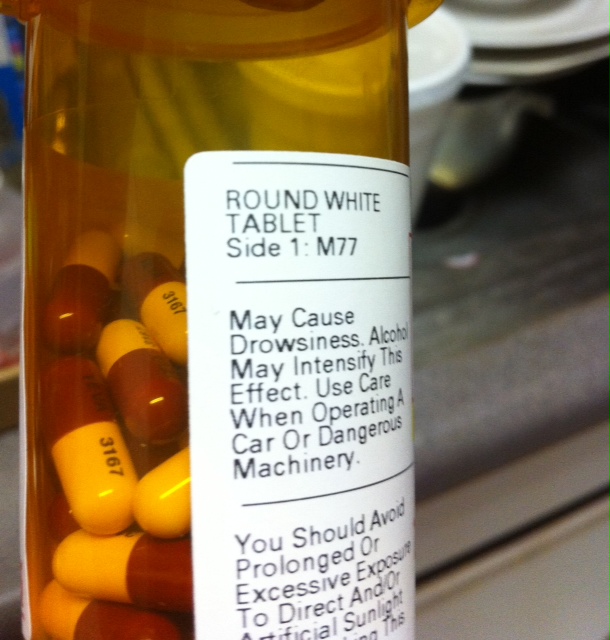 ROUND WHITE
TABLET
Side 1: M77
May Cause
Drowsiness. Alcohol
May Intensify This
Effect. Use Care
When Operating A
Car Or Dangerous
Machinery.
You Should Avoid
Prolonged Or
Excessive Exposure
To Direct And/Or
Artificial Sunlight
This
3167
3167